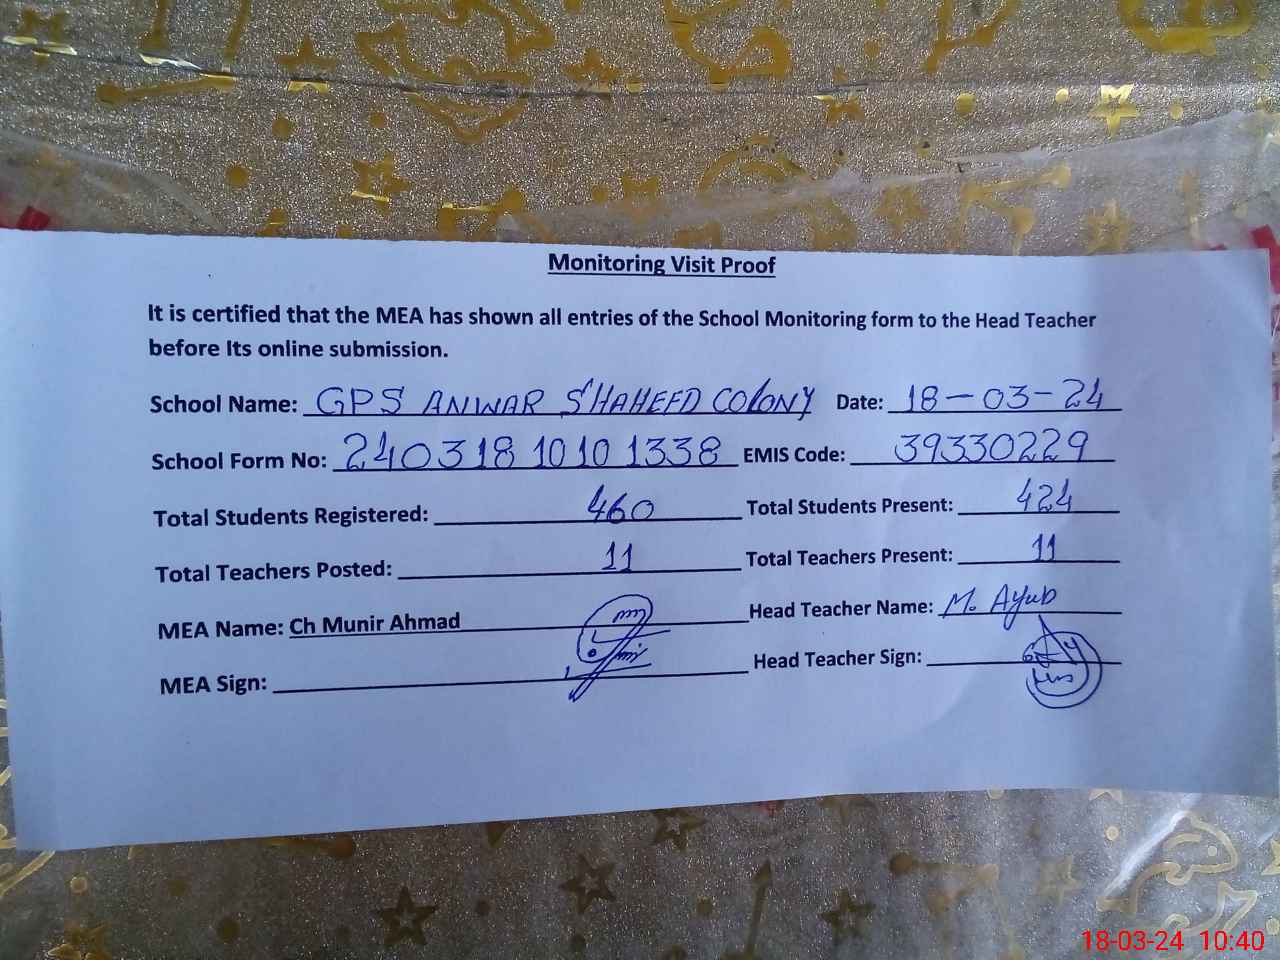 Monitoring Visit Proof
It is certified that the MEA has shown all entries of the School Monitoring form to the Head Teacher
before Its online submission.
School Name: GPS ANWAR SHAHEED COLONY Date: 18-03-24
School Form No: 240318 1010 1338 EMIS Code: 39330229
Total Students Registered: 460 Total Students Present: 424
Total Teachers Posted: 11 Total Teachers Present: 11
MEA Name: Ch Munir Ahmad Head Teacher Name: M. Ayub
MEA Sign: Head Teacher Sign:
18-03-24 10:40